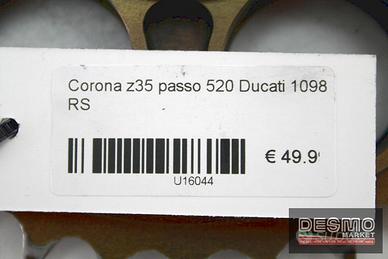 Corona z35 passo 520 Ducati 1098
RS
€ 49.9
U16044
DESMO
MARKET